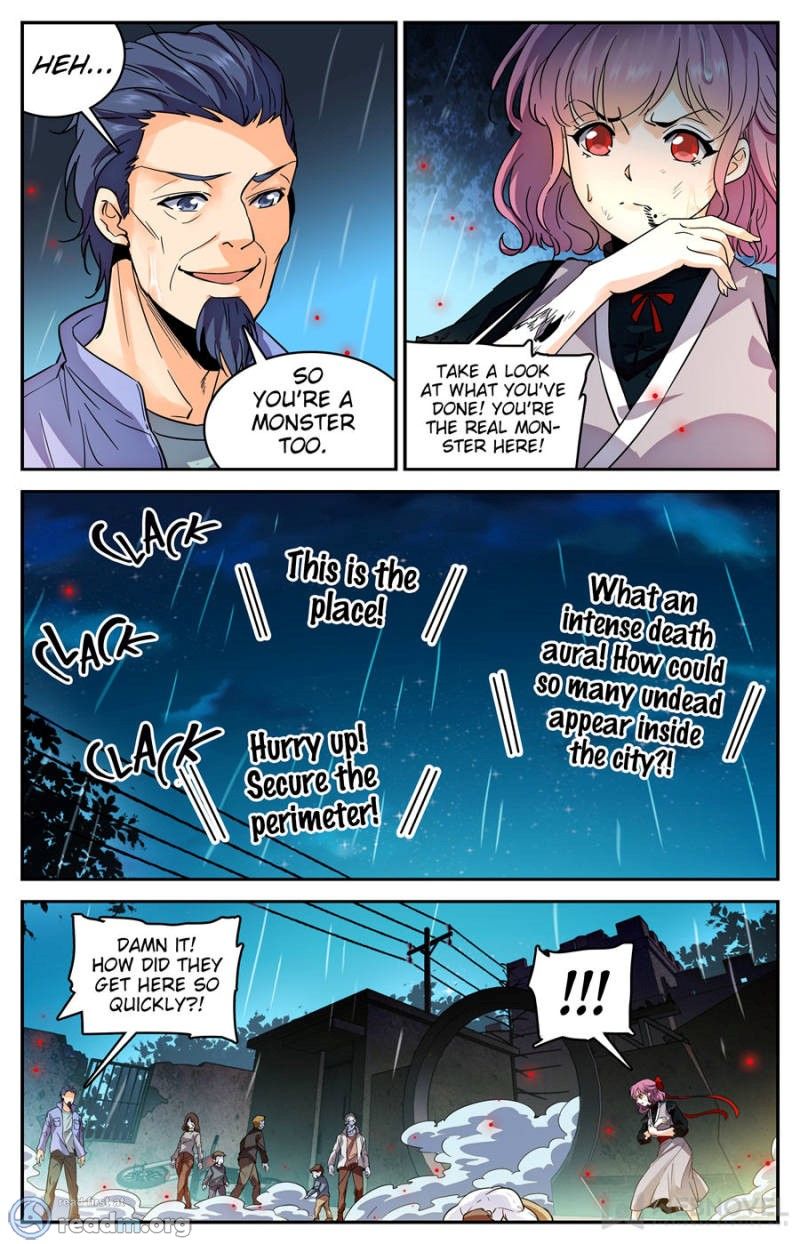 HEH...
SO
YOU'RE A
MONSTER
TOO.
TAKE A LOOK
AT WHAT YOU'VE
DONE! YOU'RE
THE REAL MON-
STER HERE!
CLACK
This is the
place!
What an
intense death
aura! How could
so many undead
appear inside
the city?!
CLACK
CLACK
Hurry up!
Secure the
perimeter!
DAMN IT!
HOW DID THEY
GET HERE SO
QUICKLY?!
!!!
read first at
readm.org